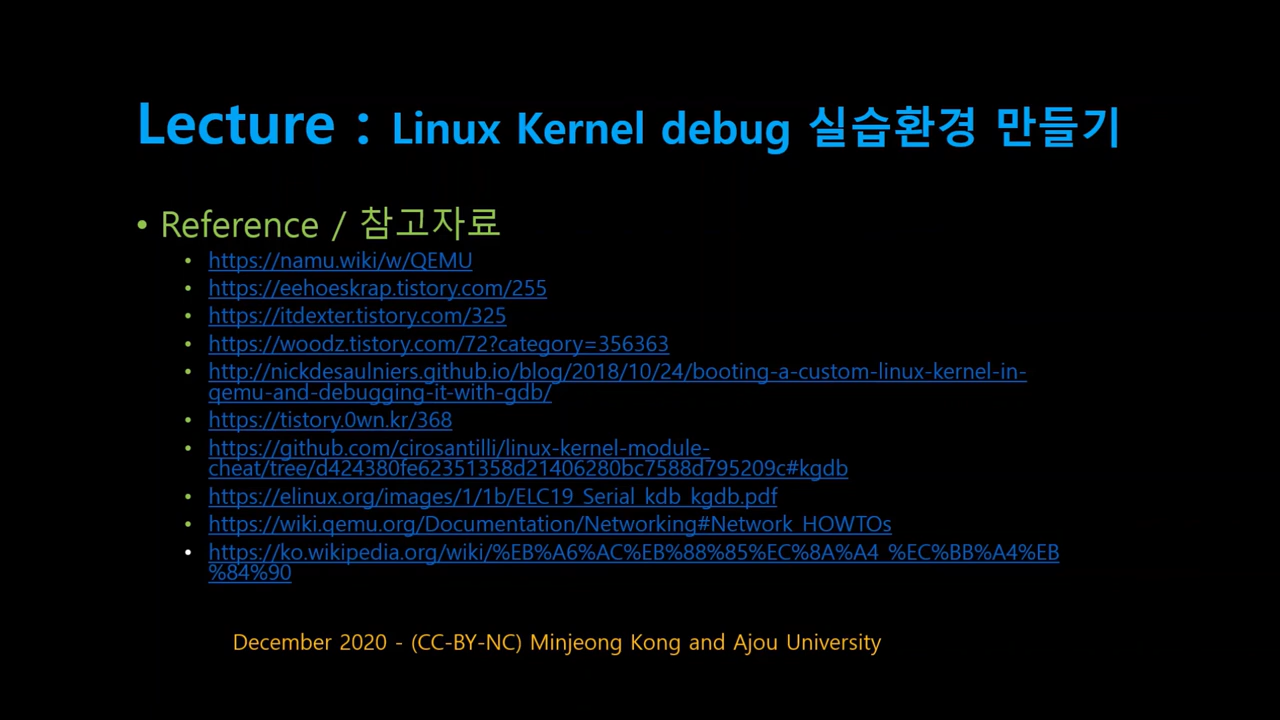 Lecture : Linux Kernel debug 실습환경 만들기
• Reference / 참고자료
• https://namu.wiki/w/QEMU
• https://eehoeskrap.tistory.com/255
• https://itdexter.tistory.com/325
• https://woodz.tistory.com/72?category=356363
• http://nickdesaulniers.github.io/blog/2018/10/24/booting-a-custom-linux-kernel-in-
qemu-and-debugging-it-with-gdb/
• https://tistory.0wn.kr/368
• https://github.com/cirosantilli/linux-kernel-module-
cheat/tree/d424380fe62351358d21406280bc7588d795209c#kgdb
• https://elinux.org/images/1/1b/ELC19_Serial_kdb_kgdb.pdf
• https://wiki.qemu.org/Documentation/Networking#Network_HOWTOs
• https://ko.wikipedia.org/wiki/%EB%A6%AC%EB%88%85%EC%8A%A4_%EC%BB%A4%EB
%84%90
December 2020 - (CC-BY-NC) Minjeong Kong and Ajou University